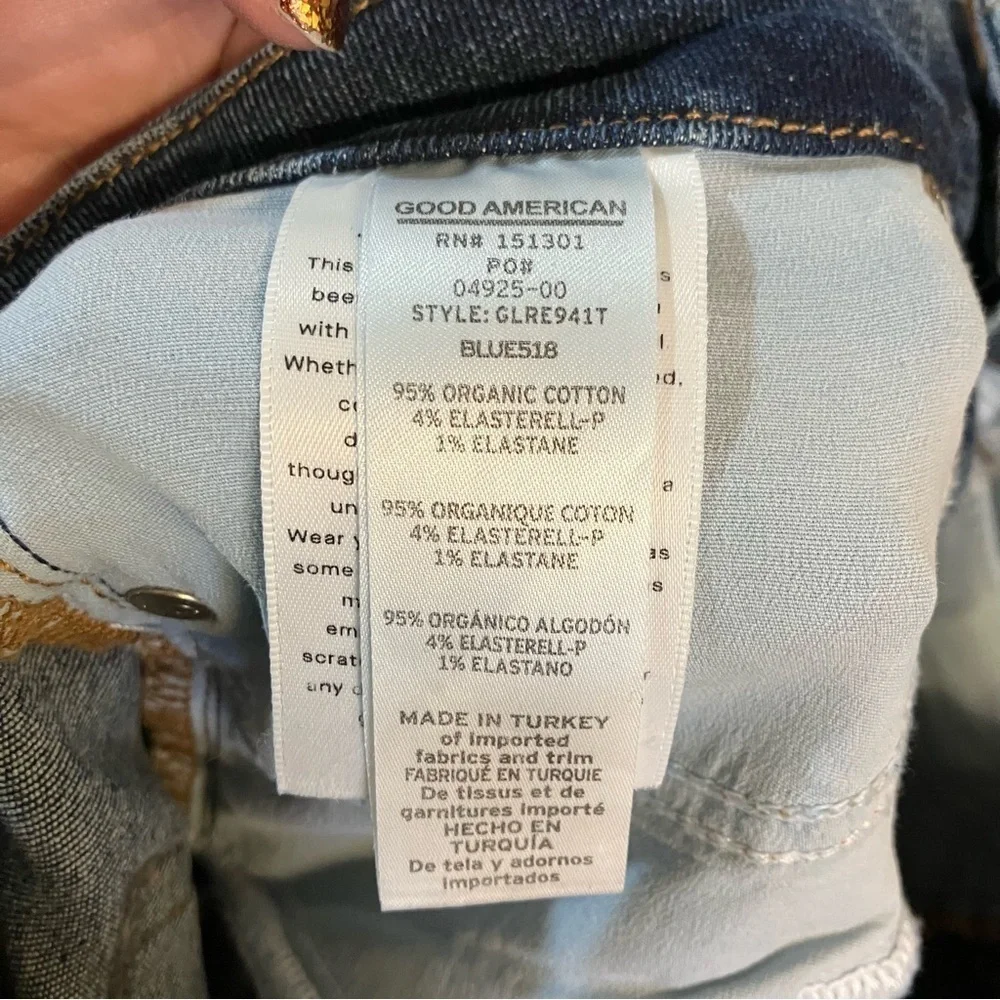 GOOD AMERICAN
RN# 151301
PO#
04925-00
STYLE: GLRE941T
BLUE518
95% ORGANIC COTTON
4% ELASTERELL-P
1% ELASTANE
95% ORGANIQUE COTON
4% ELASTERELL-P
1% ELASTANE
95% ORGÁNICO ALGODÓN
4% ELASTERELL-P
1% ELASTANO
MADE IN TURKEY
of imported
fabrics and trim
FABRIQUÉ EN TURQUIE
De tissus et de
garnitures importé
HECHO EN
TURQUÍA
De tela y adornos
importados
This
with
Wear
some
any